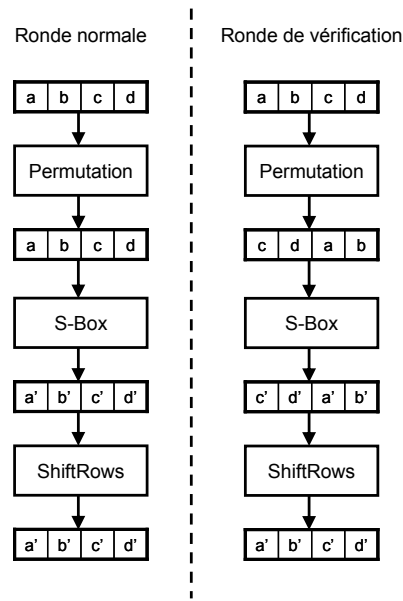 Ronde normale
a b c d
Permutation
a b c d
S-Box
a' b' c' d'
ShiftRows
a' b' c' d'
Ronde de vérification
a b c d
Permutation
c d a b
S-Box
c' d' a' b'
ShiftRows
a' b' c' d'